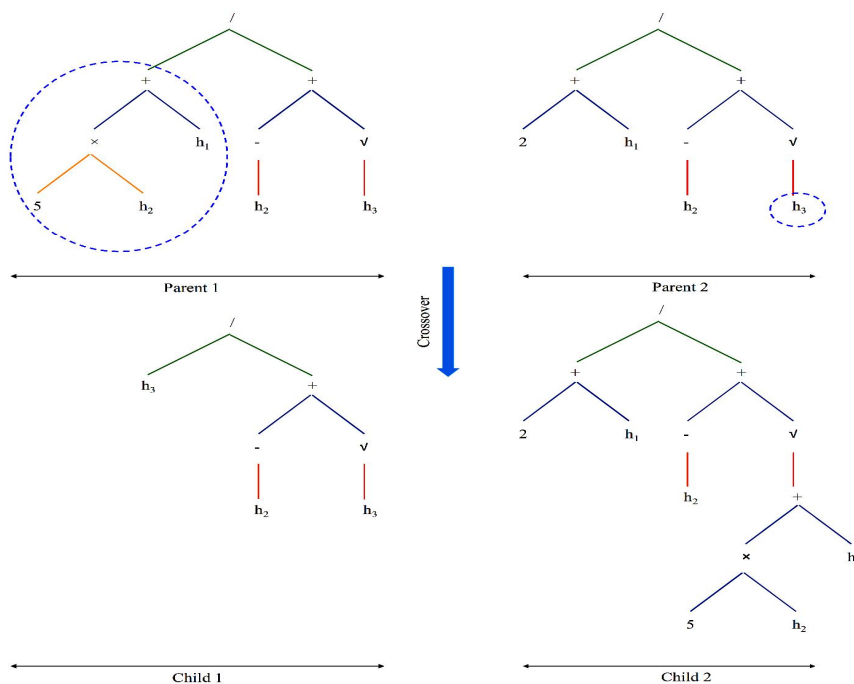 / /
+ + + +
× h₁ - √ 2 h₁ - √
5 h₂ h₂ h₃ h₂ h₃
Parent 1 Parent 2
Crossover
/ /
h₃ + + +
- √ 2 h₁ - √
h₂ h₃ h₂ +
× h
5 h₂
Child 1 Child 2